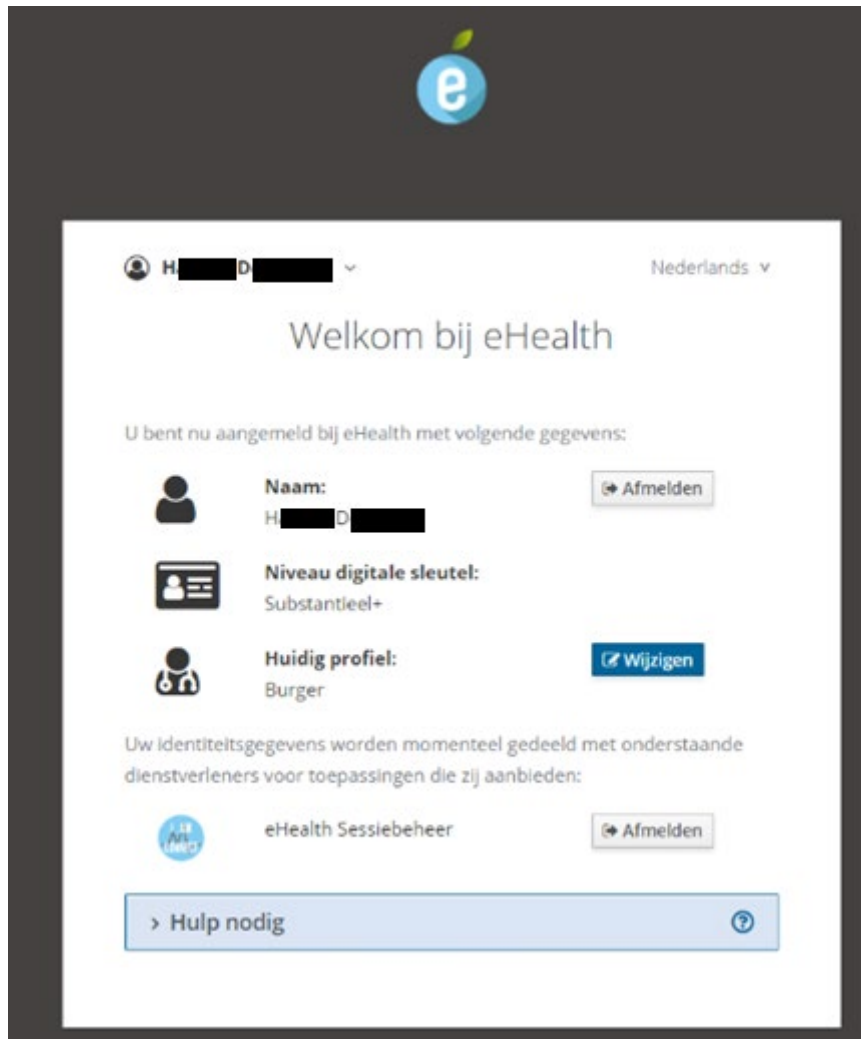 e
H D
Nederlands
Welkom bij eHealth
U bent nu aangemeld bij eHealth met volgende gegevens:
Naam:
Afmelden
H D
Niveau digitale sleutel:
Substantieel+
Huidig profiel:
Wijzigen
Burger
Uw identiteitsgegevens worden momenteel gedeeld met onderstaande
dienstverleners voor toepassingen die zij aanbieden:
eHealth Sessiebeheer
Afmelden
> Hulp nodig ?